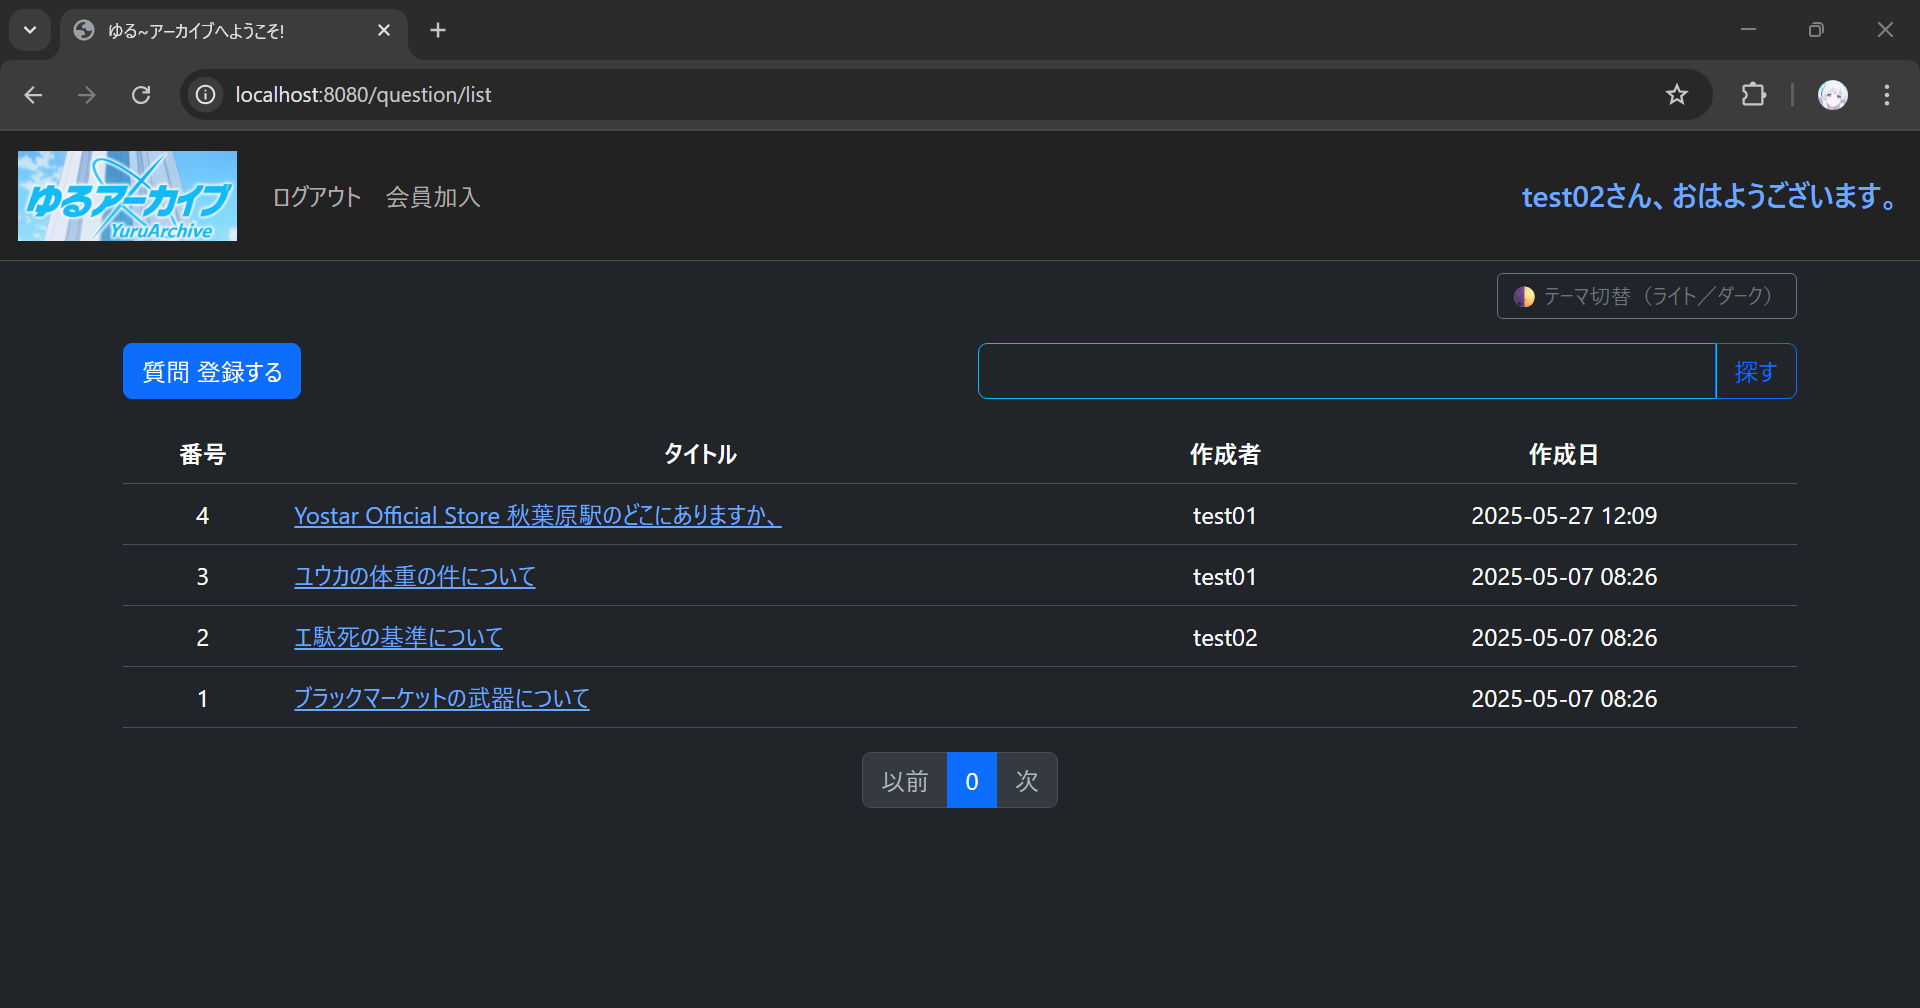 ゆる~アーカイブへようこそ!
localhost:8080/question/list
ゆるアーカイブ
YuruArchive
ログアウト 会員加入
test02さん、おはようございます。
テーマ切替（ライト／ダーク）
質問 登録する
探す
番号 タイトル 作成者 作成日
4 Yostar Official Store 秋葉原駅のどこにありますか、 test01 2025-05-27 12:09
3 ユウカの体重の件について test01 2025-05-07 08:26
2 エ駄死の基準について test02 2025-05-07 08:26
1 ブラックマーケットの武器について 2025-05-07 08:26
以前 0 次